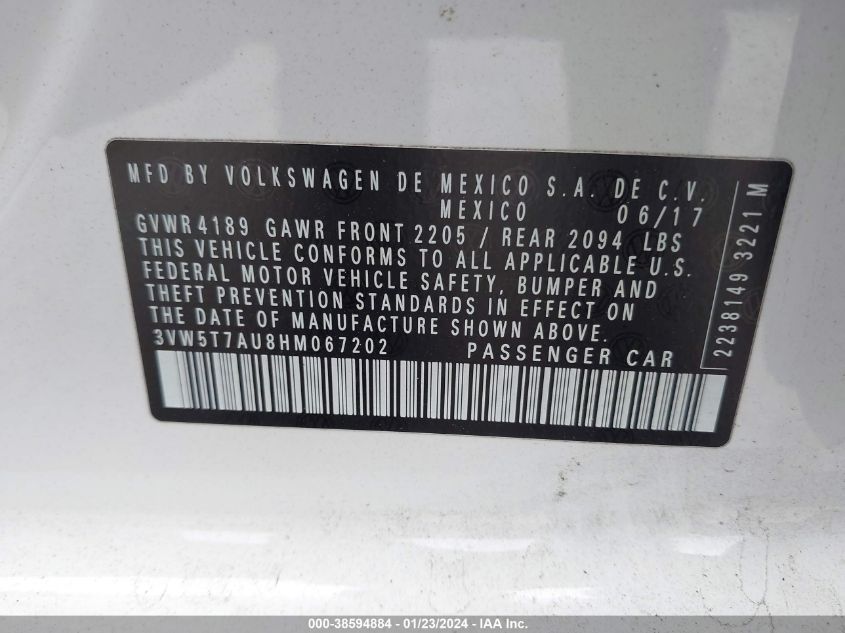 MFD BY VOLKSWAGEN DE MEXICO S.A. DE C.V.
MEXICO 06/17
GVWR 4189 GAWR FRONT 2205 / REAR 2094 LBS
THIS VEHICLE CONFORMS TO ALL APPLICABLE U.S.
FEDERAL MOTOR VEHICLE SAFETY, BUMPER AND
THEFT PREVENTION STANDARDS IN EFFECT ON
THE DATE OF MANUFACTURE SHOWN ABOVE.
3VW5T7AU8HM067202 PASSENGER CAR
2238149 3221 M
000-38594884 / 01/23/2024 / IAA Inc.